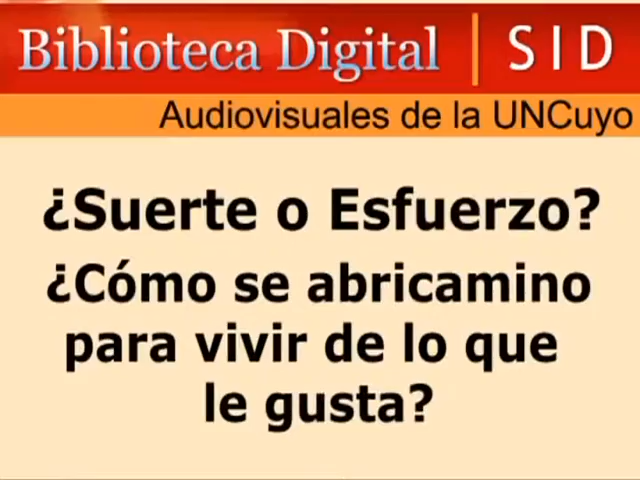 Biblioteca Digital | SID
Audiovisuales de la UNCuyo
¿Suerte o Esfuerzo?
¿Cómo se abricamino
para vivir de lo que
le gusta?